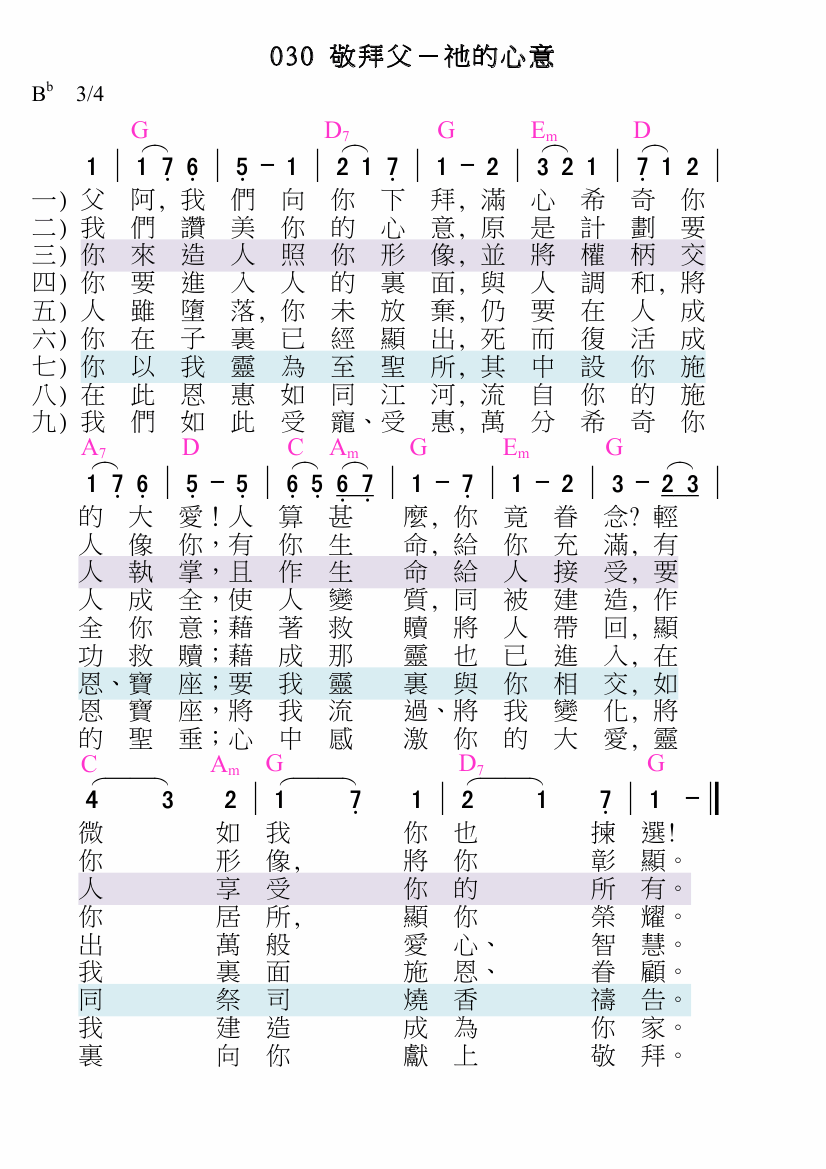 030 敬拜父－祂的心意
B♭ 3/4
G D7 G Em D
1 | 1 7̣ 6̣ | 5̣ － 1 | 2 1 7̣ | 1 － 2 | 3 2 1 | 7̣ 1 2 |
一) 父 阿, 我 們 向 你 下 拜, 滿 心 希 奇 你
二) 我 們 讚 美 你 的 心 意, 原 是 計 劃 要
三) 你 來 造 人 照 你 形 像, 並 將 權 柄 交
四) 你 要 進 入 人 的 裏 面, 與 人 調 和, 將
五) 人 雖 墮 落, 你 未 放 棄, 仍 要 在 人 成
六) 你 在 子 裏 已 經 顯 出, 死 而 復 活 成
七) 你 以 我 靈 為 至 聖 所, 其 中 設 你 施
八) 在 此 恩 惠 如 同 江 河, 流 自 你 的 施
九) 我 們 如 此 受 寵、受 惠, 萬 分 希 奇 你
A7 D C Am G Em G
1 7̣ 6̣ | 5̣ － 5̣ | 6̣ 5̣ 6̣ 7̣ | 1 － 7̣ | 1 － 2 | 3 － 2 3 |
的 大 愛！人 算 甚 麼, 你 竟 眷 念? 輕
人 像 你，有 你 生 命, 給 你 充 滿, 有
人 執 掌，且 作 生 命 給 人 接 受, 要
人 成 全，使 人 變 質, 同 被 建 造, 作
全 你 意；藉 著 救 贖 將 人 帶 回, 顯
功 救 贖；藉 成 那 靈 也 已 進 入, 在
恩、寶 座；要 我 靈 裏 與 你 相 交, 如
恩 寶 座，將 我 流 過、將 我 變 化, 將
的 聖 垂；心 中 感 激 你 的 大 愛, 靈
C Am G D7 G
4 3 2 | 1 7̣ 1 | 2 1 7̣ | 1 － ‖
微 如 我 你 也 揀 選!
你 形 像, 將 你 彰 顯。
人 享 受 你 的 所 有。
你 居 所, 顯 你 榮 耀。
出 萬 般 愛 心、 智 慧。
我 裏 面 施 恩、 眷 顧。
同 祭 司 燒 香 禱 告。
我 建 造 成 為 你 家。
裏 向 你 獻 上 敬 拜。